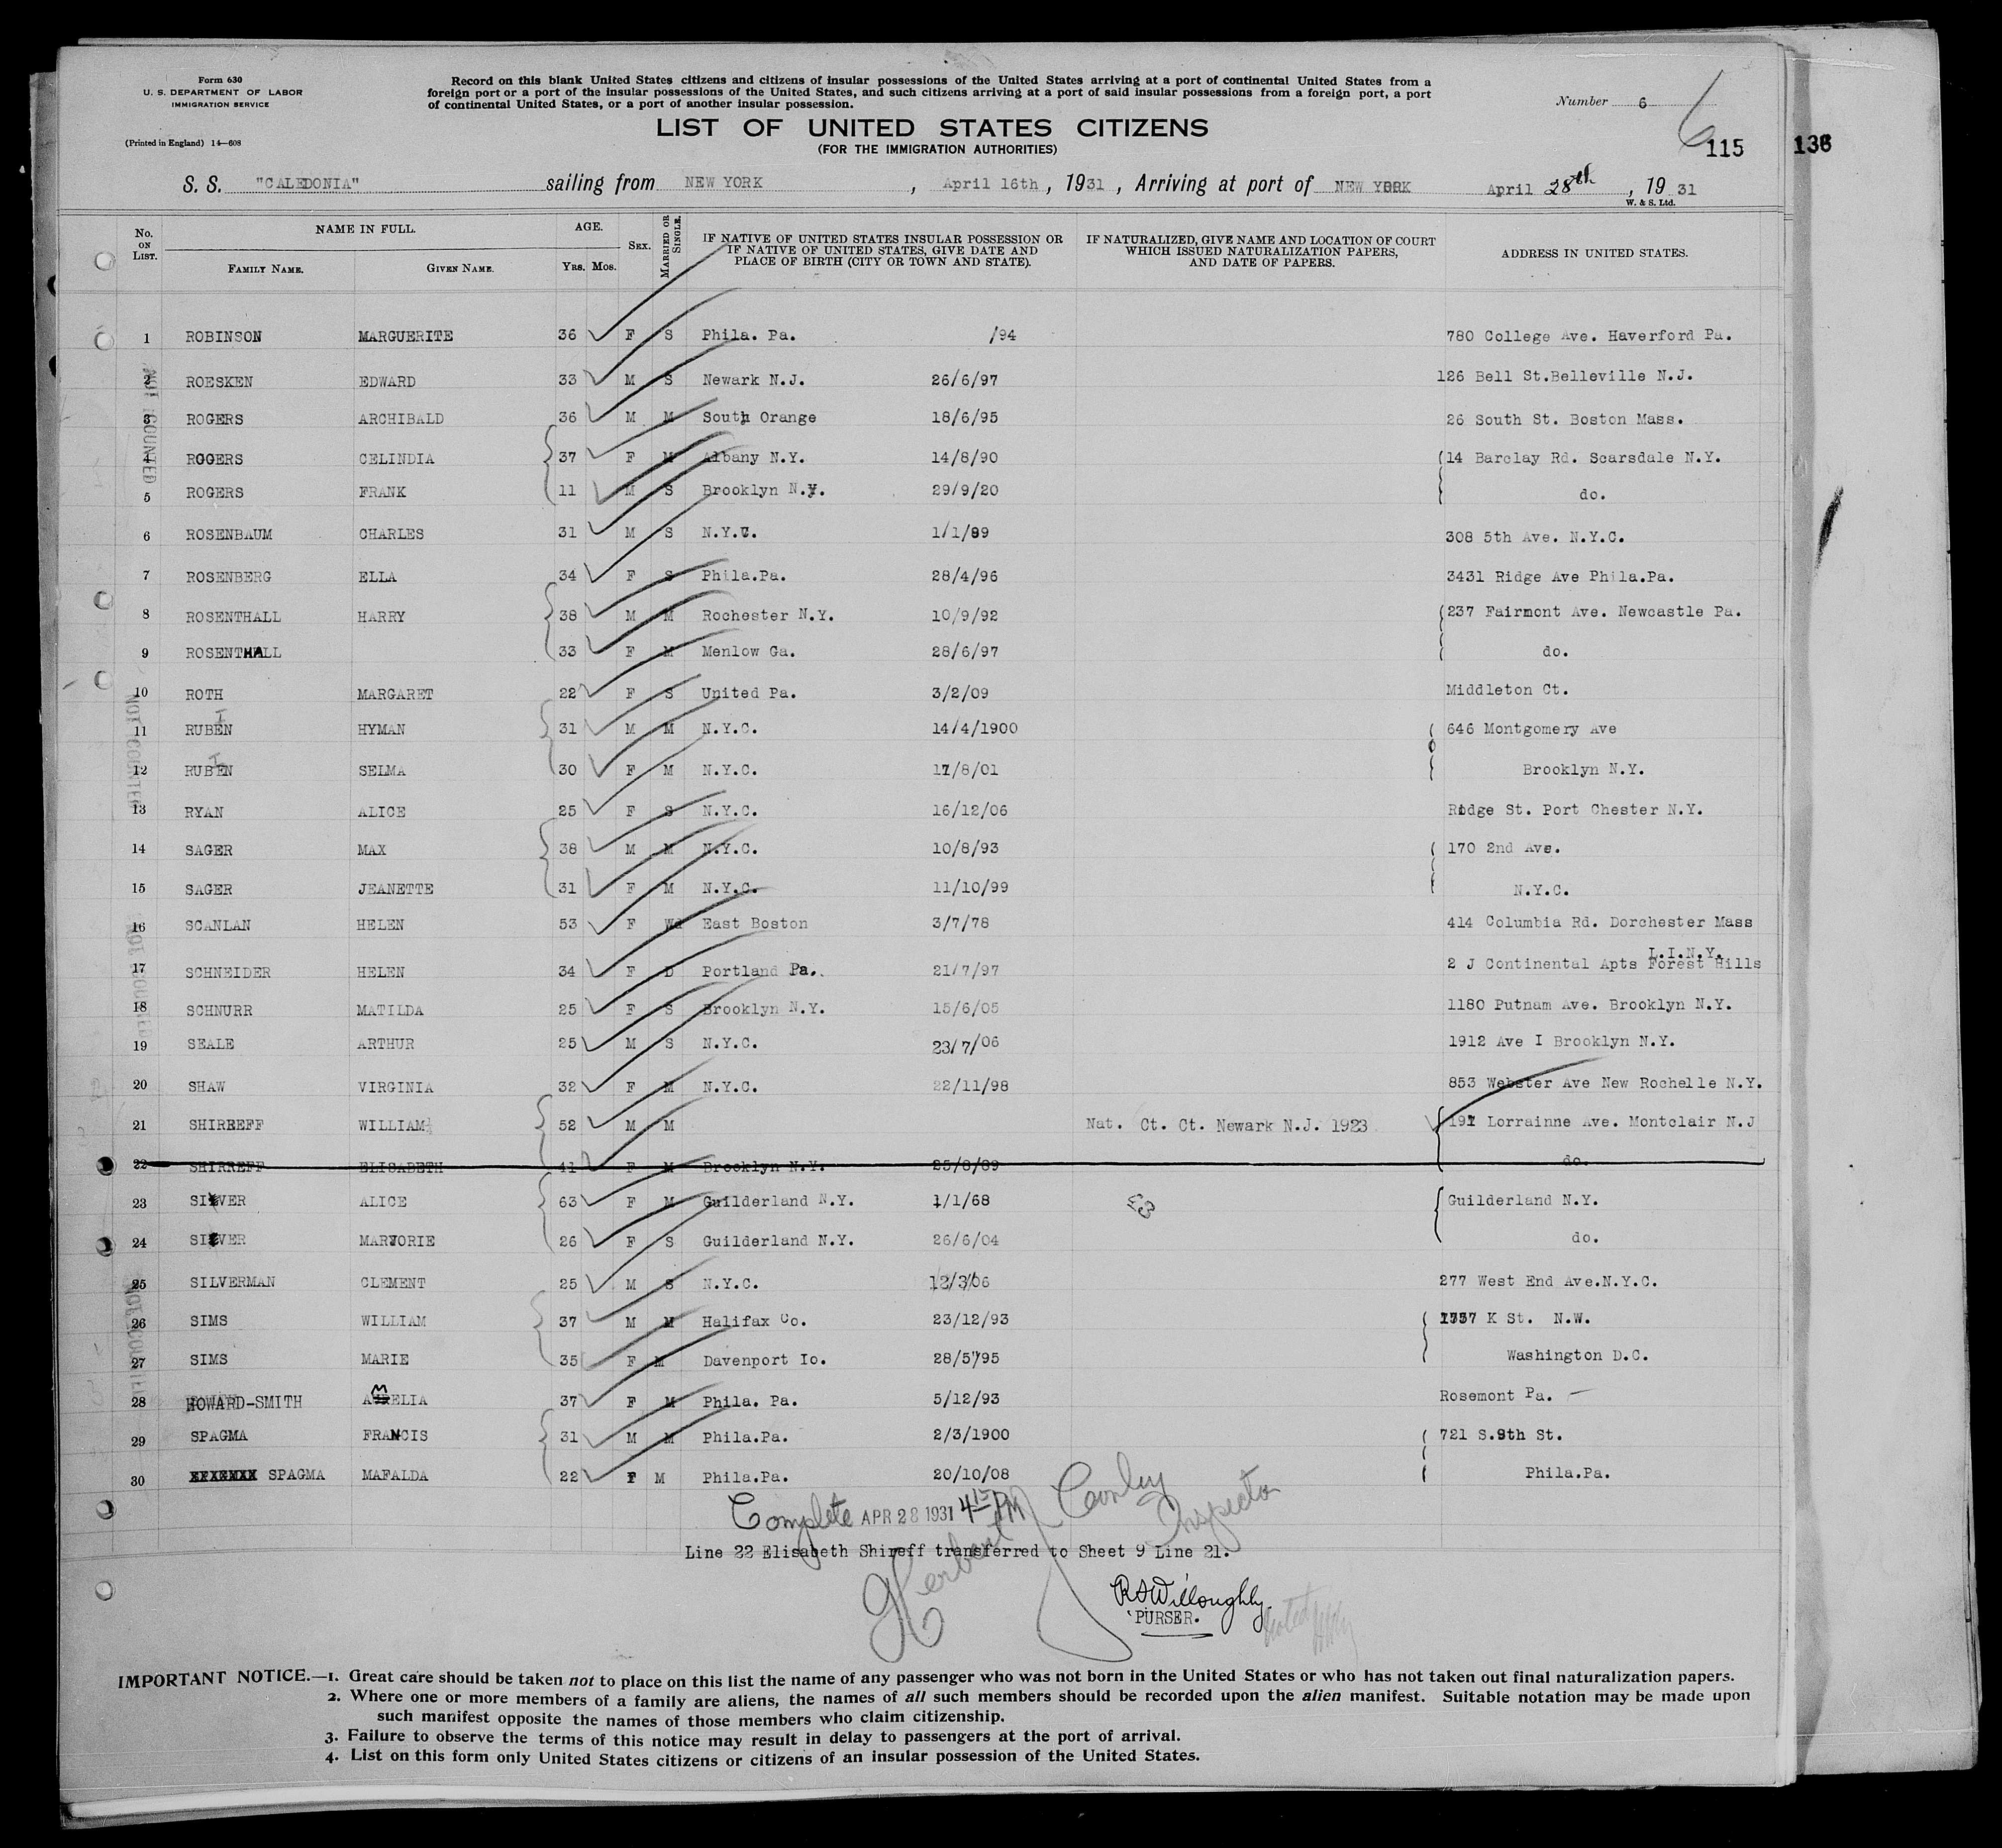 Form 630
U. S. DEPARTMENT OF LABOR
IMMIGRATION SERVICE
(Printed in England) 14—608
Record on this blank United States citizens and citizens of insular possessions of the United States arriving at a port of continental United States from a
foreign port or a port of the insular possessions of the United States, and such citizens arriving at a port of said insular possessions from a foreign port, a port
of continental United States, or a port of another insular possession.
Number 6
6
115
136
LIST OF UNITED STATES CITIZENS
(FOR THE IMMIGRATION AUTHORITIES)
S. S. "CALEDONIA" sailing from NEW YORK, April 16th, 1931, Arriving at port of NEW YORK April 28th, 1931
W. & S. Ltd.
No. ON LIST. NAME IN FULL. FAMILY NAME. GIVEN NAME. AGE. YRS. MOS. SEX. MARRIED OR SINGLE. IF NATIVE OF UNITED STATES INSULAR POSSESSION OR IF NATIVE OF UNITED STATES, GIVE DATE AND PLACE OF BIRTH (CITY OR TOWN AND STATE). IF NATURALIZED, GIVE NAME AND LOCATION OF COURT WHICH ISSUED NATURALIZATION PAPERS, AND DATE OF PAPERS. ADDRESS IN UNITED STATES.
1 ROBINSON MARGUERITE 36 F S Phila. Pa. /94 780 College Ave. Haverford Pa.
2 ROESKEN EDWARD 33 M S Newark N.J. 26/6/97 126 Bell St.Belleville N.J.
3 ROGERS ARCHIBALD 36 M M South Orange 18/6/95 26 South St. Boston Mass.
4 ROGERS CELINDIA 37 F M Albany N.Y. 14/8/90 14 Barclay Rd. Scarsdale N.Y.
5 ROGERS FRANK 11 M S Brooklyn N.Y. 29/9/20 do.
6 ROSENBAUM CHARLES 31 M S N.Y.C. 1/1/89 308 5th Ave. N.Y.C.
7 ROSENBERG ELLA 34 F S Phila.Pa. 28/4/96 3431 Ridge Ave Phila.Pa.
8 ROSENTHALL HARRY 38 M M Rochester N.Y. 10/9/92 237 Fairmont Ave. Newcastle Pa.
9 ROSENTHALL 33 F M Menlow Ga. 28/6/97 do.
10 ROTH MARGARET 22 F S United Pa. 3/2/09 Middleton Ct.
11 RUBEN I HYMAN 31 M M N.Y.C. 14/4/1900 646 Montgomery Ave
12 RUBEN I SELMA 30 F M N.Y.C. 17/8/01 Brooklyn N.Y.
13 RYAN ALICE 25 F S N.Y.C. 16/12/06 Ridge St. Port Chester N.Y.
14 SAGER MAX 38 M M N.Y.C. 10/8/93 170 2nd Ave.
15 SAGER JEANETTE 31 F M N.Y.C. 11/10/99 N.Y.C.
16 SCANLAN HELEN 53 F Wd East Boston 3/7/78 414 Columbia Rd. Dorchester Mass
17 SCHNEIDER HELEN 34 F D Portland Pa. 21/7/97 2 J Continental Apts Forest Hills L.I.N.Y.
18 SCHNURR MATILDA 25 F S Brooklyn N.Y. 15/6/05 1180 Putnam Ave. Brooklyn N.Y.
19 SEALE ARTHUR 25 M S N.Y.C. 23/7/06 1912 Ave I Brooklyn N.Y.
20 SHAW VIRGINIA 32 F M N.Y.C. 22/11/98 853 Webster Ave New Rochelle N.Y.
21 SHIRREFF WILLIAM 52 M M Nat. Ct. Ct. Newark N.J. 1923 191 Lorrainne Ave. Montclair N.J
22 SHIRREFF ELISABETH 41 F M Brooklyn N.Y. 25/8/89 do.
23 SIVER ALICE 63 F M Guilderland N.Y. 1/1/68 Guilderland N.Y.
24 SIVER MARJORIE 26 F S Guilderland N.Y. 26/6/04 do.
25 SILVERMAN CLEMENT 25 M S N.Y.C. 12/3/06 277 West End Ave.N.Y.C.
26 SIMS WILLIAM 37 M M Halifax Co. 23/12/93 K St. N.W.
27 SIMS MARIE 35 F M Davenport Io. 28/5/95 Washington D.C.
28 HOWARD-SMITH AMELIA 37 F M Phila. Pa. 5/12/93 Rosemont Pa. —
29 SPAGMA FRANCIS 31 M M Phila.Pa. 2/3/1900 721 S.9th St.
30 SPAGMA MAFALDA 22 F M Phila.Pa. 20/10/08 Phila.Pa.
NOT COUNTED
NOT COUNTED
NOT COUNTED
NOT COUNTED
Complete APR 28 1931 4 15 PM
Herbert Conley Inspector
Line 22 Elisabeth Shireff transferred to Sheet 9 Line 21.
RSWilloughby.
PURSER.
IMPORTANT NOTICE.—1. Great care should be taken not to place on this list the name of any passenger who was not born in the United States or who has not taken out final naturalization papers.
2. Where one or more members of a family are aliens, the names of all such members should be recorded upon the alien manifest. Suitable notation may be made upon
such manifest opposite the names of those members who claim citizenship.
3. Failure to observe the terms of this notice may result in delay to passengers at the port of arrival.
4. List on this form only United States citizens or citizens of an insular possession of the United States.